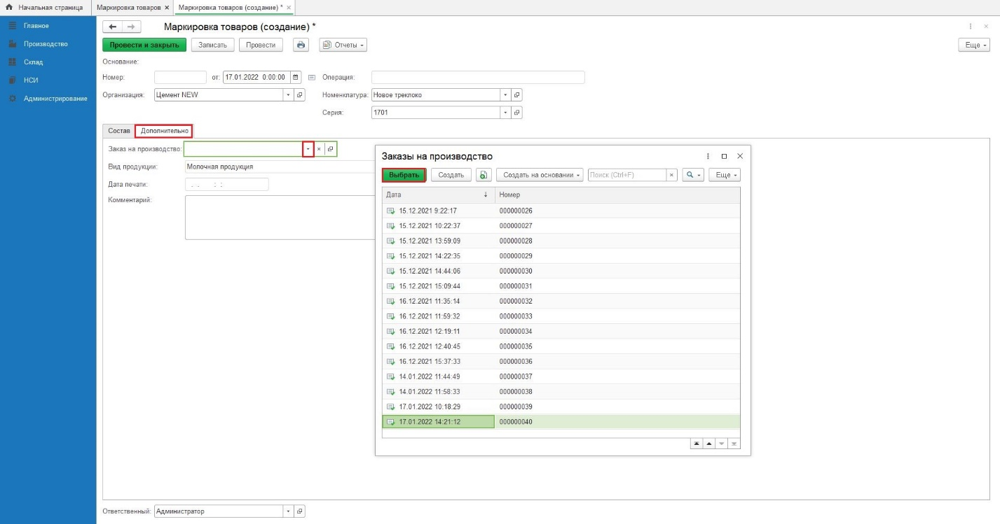 Начальная страница
Маркировка товаров ×
Маркировка товаров (создание) * ×
Главное
Производство
Склад
НСИ
Администрирование
Маркировка товаров (создание) *
Провести и закрыть
Записать
Провести
Отчеты
Еще
Основание:
Номер:
от: 17.01.2022 0:00:00
Операция:
Организация: Цемент NEW
Номенклатура: Новое треклоко
Серия: 1701
Состав
Дополнительно
Заказ на производство:
Вид продукции: Молочная продукция
Дата печати: . . : :
Комментарий:
Заказы на производство
Выбрать
Создать
Создать на основании
Поиск (Ctrl+F)
Еще
Дата ↓ Номер
15.12.2021 9:22:17 000000026
15.12.2021 10:22:37 000000027
15.12.2021 13:59:09 000000028
15.12.2021 14:22:35 000000029
15.12.2021 14:44:06 000000030
15.12.2021 15:09:44 000000031
16.12.2021 11:35:14 000000032
16.12.2021 11:59:32 000000033
16.12.2021 12:19:11 000000034
16.12.2021 12:40:45 000000035
16.12.2021 15:37:33 000000036
14.01.2022 11:44:49 000000037
14.01.2022 11:58:33 000000038
17.01.2022 10:18:29 000000039
17.01.2022 14:21:12 000000040
Ответственный: Администратор